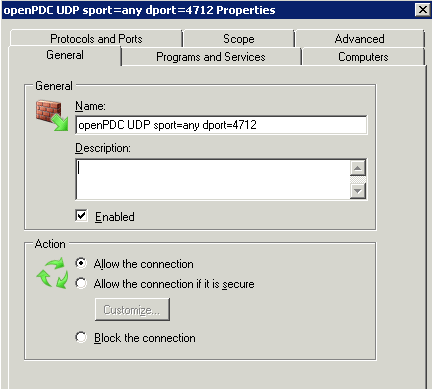 openPDC UDP sport=any dport=4712 Properties
Protocols and Ports
Scope
Advanced
General
Programs and Services
Computers
General
Name:
openPDC UDP sport=any dport=4712
Description:
Enabled
Action
Allow the connection
Allow the connection if it is secure
Customize...
Block the connection